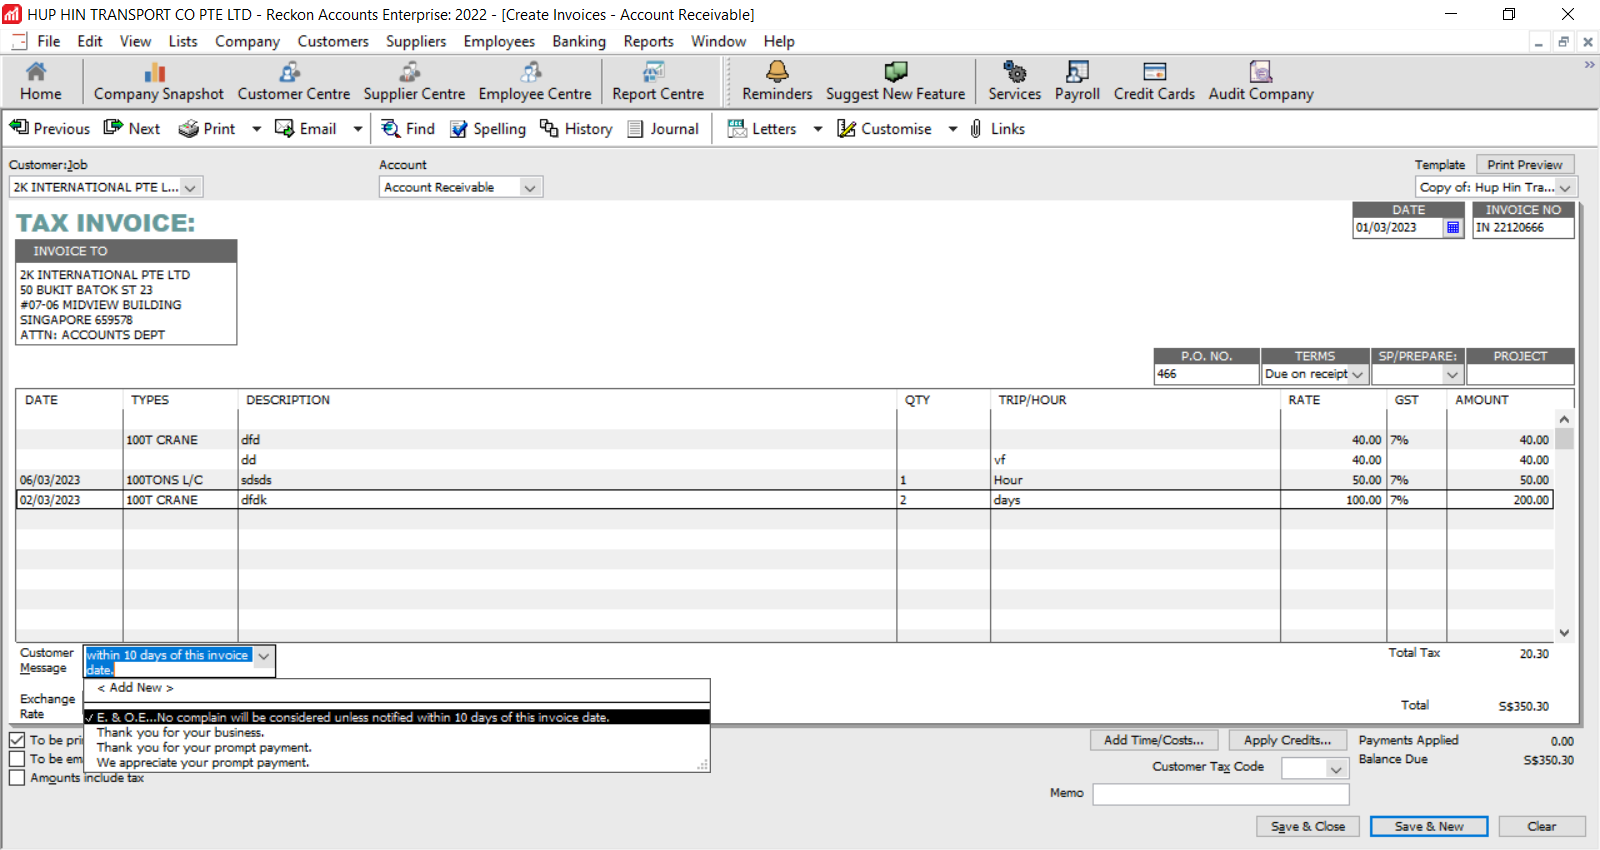 HUP HIN TRANSPORT CO PTE LTD - Reckon Accounts Enterprise: 2022 - [Create Invoices - Account Receivable]
File Edit View Lists Company Customers Suppliers Employees Banking Reports Window Help
Home Company Snapshot Customer Centre Supplier Centre Employee Centre Report Centre Reminders Suggest New Feature Services Payroll Credit Cards Audit Company
Previous Next Print Email Find Spelling History Journal Letters Customise Links
Customer:Job Account Template Print Preview
2K INTERNATIONAL PTE L... Account Receivable Copy of: Hup Hin Tra...
TAX INVOICE: DATE INVOICE NO
01/03/2023 IN 22120666
INVOICE TO
2K INTERNATIONAL PTE LTD
50 BUKIT BATOK ST 23
#07-06 MIDVIEW BUILDING
SINGAPORE 659578
ATTN: ACCOUNTS DEPT
P.O. NO. TERMS SP/PREPARE: PROJECT
466 Due on receipt
DATE TYPES DESCRIPTION QTY TRIP/HOUR RATE GST AMOUNT
100T CRANE dfd 40.00 7% 40.00
dd vf 40.00 40.00
06/03/2023 100TONS L/C sdsds 1 Hour 50.00 7% 50.00
02/03/2023 100T CRANE dfdk 2 days 100.00 7% 200.00
Customer Message within 10 days of this invoice date. Total Tax 20.30
< Add New >
Exchange Rate Total S$350.30
✓ E. & O.E...No complain will be considered unless notified within 10 days of this invoice date.
Thank you for your business.
Thank you for your prompt payment.
We appreciate your prompt payment.
To be pri Add Time/Costs... Apply Credits... Payments Applied 0.00
To be em Customer Tax Code Balance Due S$350.30
Amounts include tax
Memo
Save & Close Save & New Clear